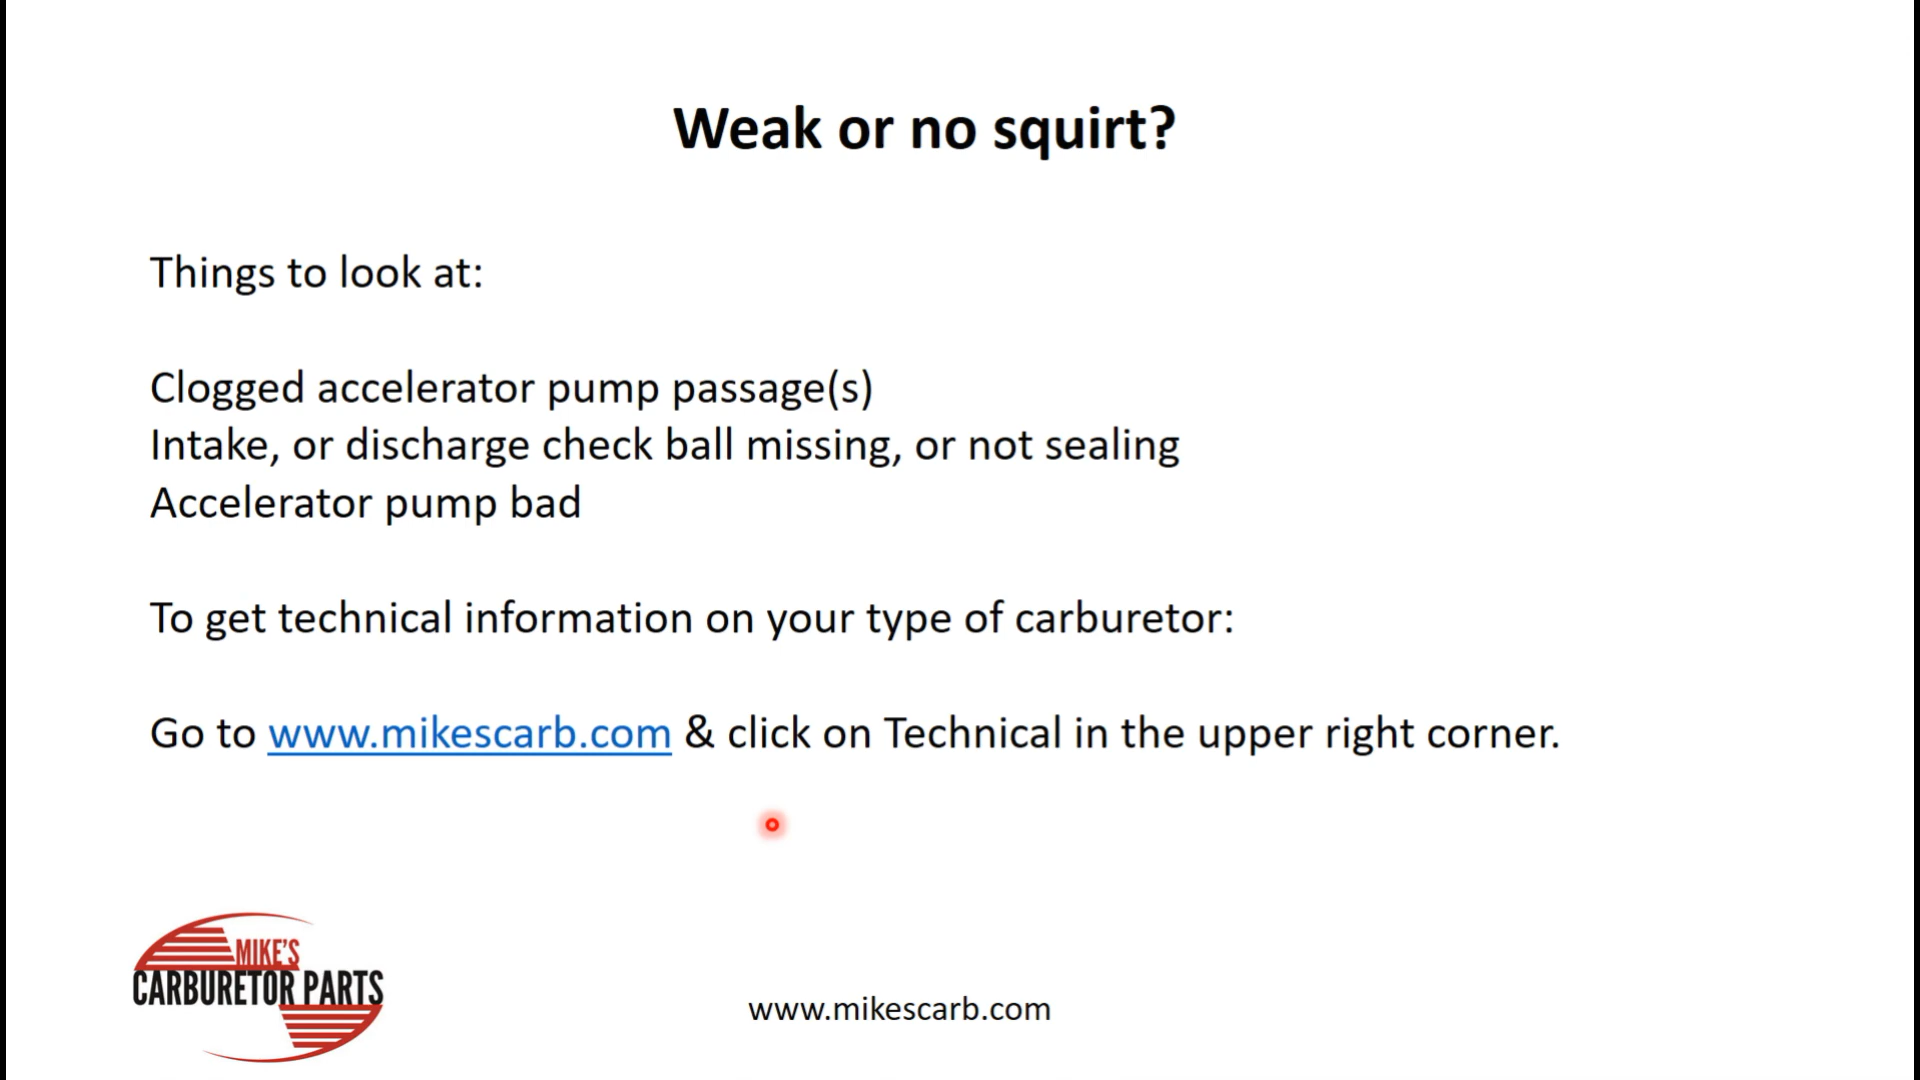 Weak or no squirt?
Things to look at:
Clogged accelerator pump passage(s)
Intake, or discharge check ball missing, or not sealing
Accelerator pump bad
To get technical information on your type of carburetor:
Go to www.mikescarb.com & click on Technical in the upper right corner.
MIKE'S
CARBURETOR PARTS
www.mikescarb.com